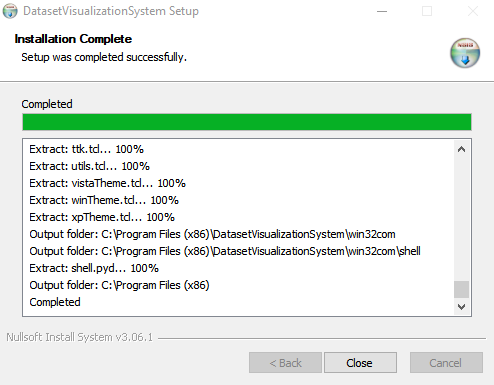 DatasetVisualizationSystem Setup
Installation Complete
Setup was completed successfully.
Completed
Extract: ttk.tcl... 100%
Extract: utils.tcl... 100%
Extract: vistaTheme.tcl... 100%
Extract: winTheme.tcl... 100%
Extract: xpTheme.tcl... 100%
Output folder: C:\Program Files (x86)\DatasetVisualizationSystem\win32com
Output folder: C:\Program Files (x86)\DatasetVisualizationSystem\win32com\shell
Extract: shell.pyd... 100%
Output folder: C:\Program Files (x86)
Completed
Nullsoft Install System v3.06.1
< Back
Close
Cancel